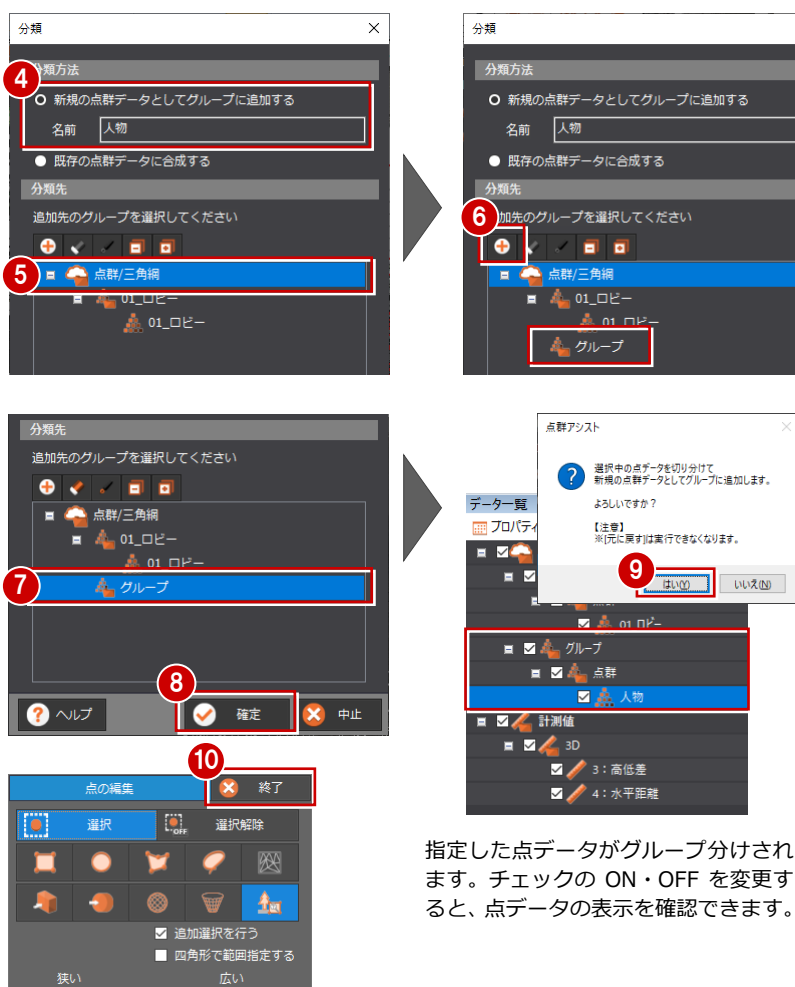 分類
4
分類方法
新規の点群データとしてグループに追加する
名前 人物
既存の点群データに合成する
分類先
追加先のグループを選択してください
5
点群/三角網
01_ロビー
01_ロビー
分類
分類方法
新規の点群データとしてグループに追加する
名前 人物
既存の点群データに合成する
分類先
6
加先のグループを選択してください
点群/三角網
01_ロビー
01_ロビー
グループ
分類先
追加先のグループを選択してください
点群/三角網
01_ロビー
01_ロビー
7
グループ
8
? ヘルプ
確定
中止
点群アシスト
?
選択中の点データを切り分けて
新規の点群データとしてグループに追加します。
よろしいですか？
【注意】
※[元に戻す]は実行できなくなります。
9
はい(Y)
いいえ(N)
データ一覧
プロパティ
01_ロビー
グループ
点群
人物
計測値
3D
3：高低差
4：水平距離
10
点の編集
終了
選択
OFF
選択解除
追加選択を行う
四角形で範囲指定する
狭い
広い
指定した点データがグループ分けされ
ます。チェックの ON・OFF を変更す
ると、点データの表示を確認できます。